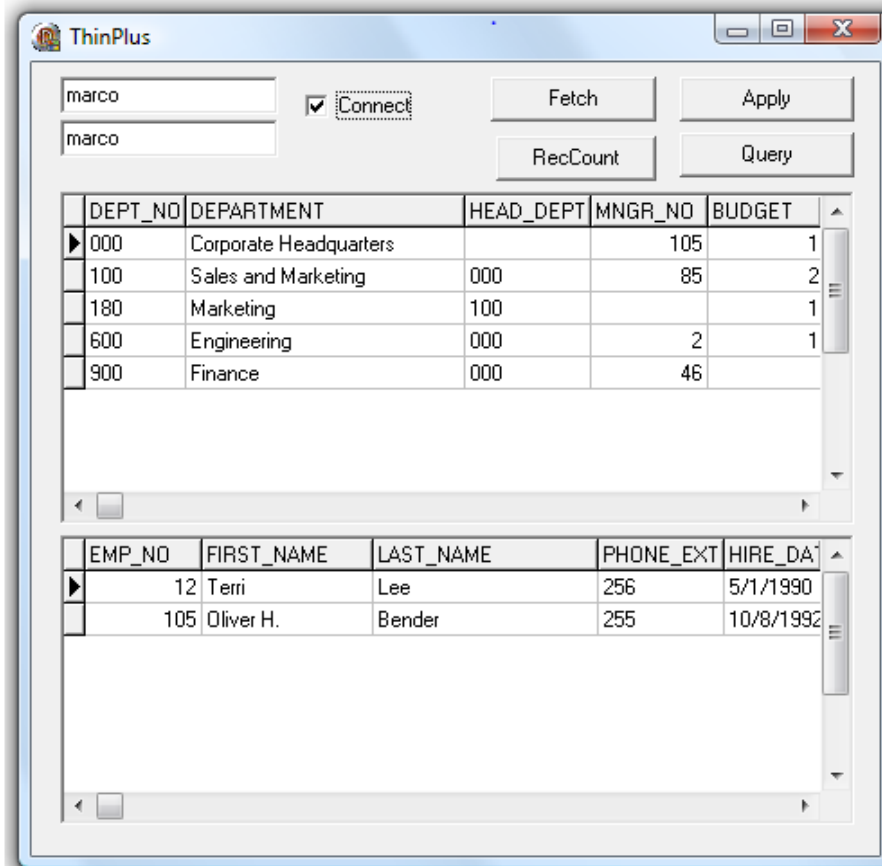 ThinPlus
marco Connect Fetch Apply
marco RecCount Query
DEPT_NO DEPARTMENT HEAD_DEPT MNGR_NO BUDGET
000 Corporate Headquarters 105 1
100 Sales and Marketing 000 85 2
180 Marketing 100 1
600 Engineering 000 2 1
900 Finance 000 46
EMP_NO FIRST_NAME LAST_NAME PHONE_EXT HIRE_DAT
12 Terri Lee 256 5/1/1990
105 Oliver H. Bender 255 10/8/1992